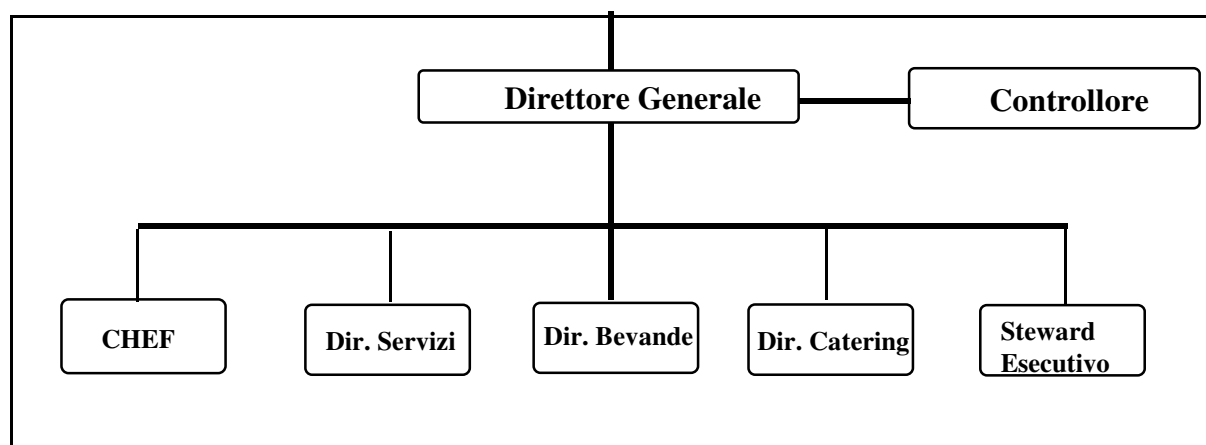 Direttore Generale
Controllore
CHEF
Dir. Servizi
Dir. Bevande
Dir. Catering
Steward
Esecutivo